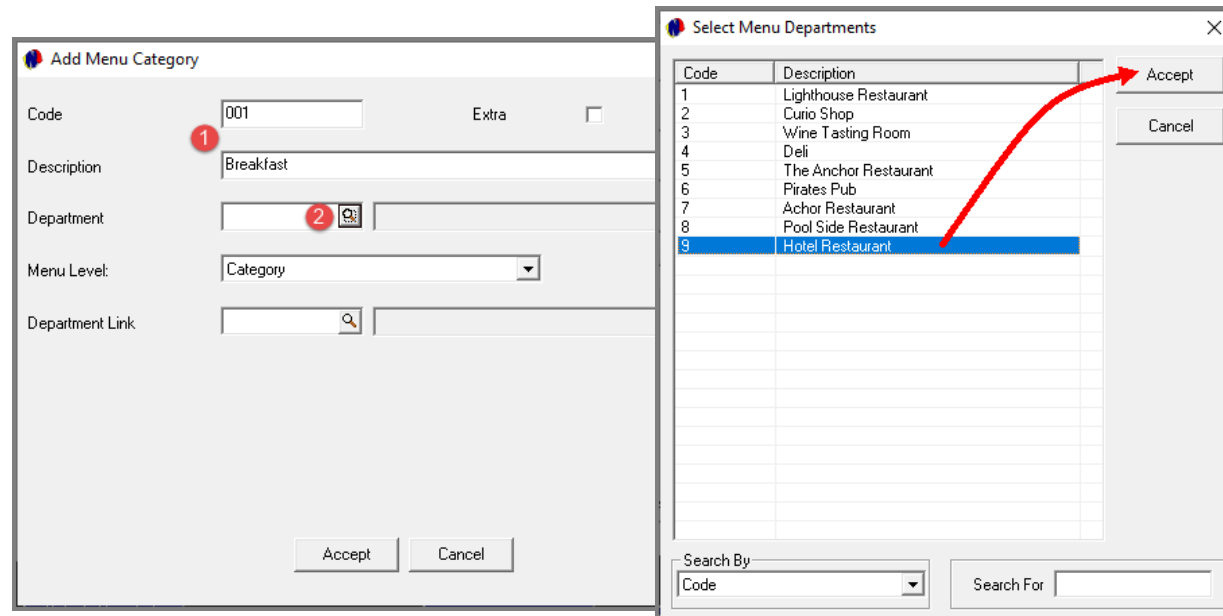 Add Menu Category
Code 001 Extra
1
Description Breakfast
Department 2
Menu Level: Category
Department Link
Accept Cancel
Select Menu Departments
Code Description
1 Lighthouse Restaurant
2 Curio Shop
3 Wine Tasting Room
4 Deli
5 The Anchor Restaurant
6 Pirates Pub
7 Achor Restaurant
8 Pool Side Restaurant
9 Hotel Restaurant
Accept
Cancel
Search By
Code
Search For